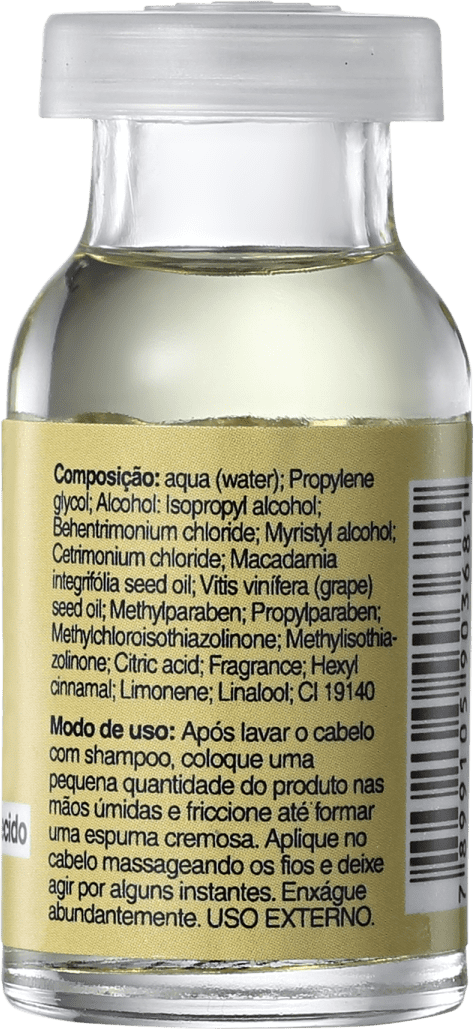 Composição: aqua (water); Propylene
glycol; Alcohol: Isopropyl alcohol;
Behentrimonium chloride; Myristyl alcohol;
Cetrimonium chloride; Macadamia
integrifólia seed oil; Vitis vinífera (grape)
seed oil; Methylparaben; Propylparaben;
Methylchloroisothiazolinone; Methylisothia-
zolinone; Citric acid; Fragrance; Hexyl
cinnamal; Limonene; Linalool; CI 19140
Modo de uso: Após lavar o cabelo
com shampoo, coloque uma
pequena quantidade do produto nas
mãos úmidas e friccione até formar
uma espuma cremosa. Aplique no
cabelo massageando os fios e deixe
agir por alguns instantes. Enxágue
abundantemente. USO EXTERNO.
ecido